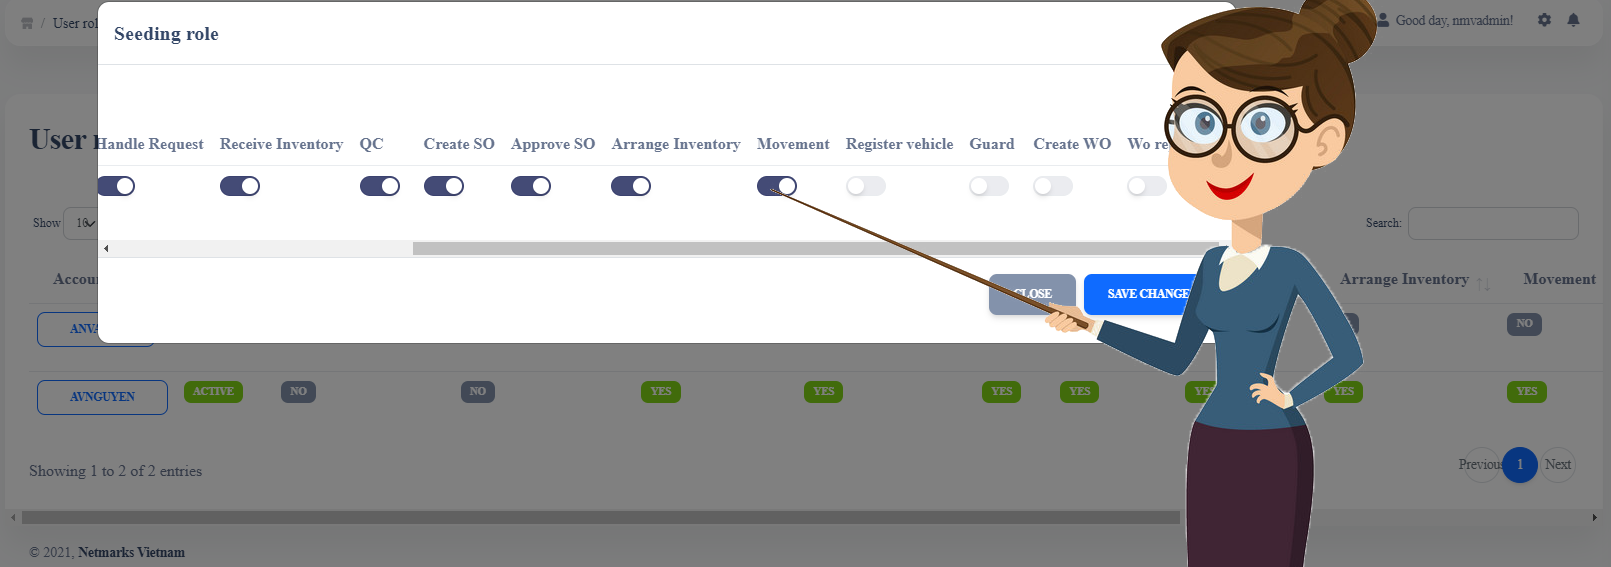 / User rol
Good day, nmvadmin!
Seeding role
User r
Handle Request Receive Inventory QC Create SO Approve SO Arrange Inventory Movement Register vehicle Guard Create WO Wo re
Show 10
Search:
Accou Arrange Inventory Movement
CLOSE SAVE CHANGE
ANVA NO
AVNGUYEN ACTIVE NO NO YES YES YES YES YES YES YES
Showing 1 to 2 of 2 entries
Previous 1 Next
© 2021, Netmarks Vietnam